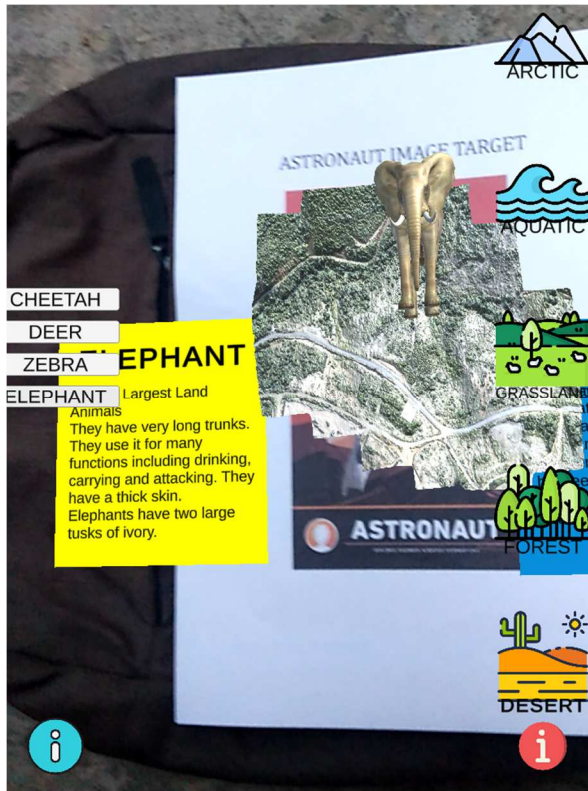 ARCTIC
ASTRONAUT IMAGE TARGET
AQUATIC
CHEETAH
DEER
ZEBRA
ELEPHANT
ELEPHANT
Largest Land
Animals
They have very long trunks.
They use it for many
functions including drinking,
carrying and attacking. They
have a thick skin.
Elephants have two large
tusks of ivory.
GRASSLAND
ASTRONAUT
FOREST
DESERT
i
i